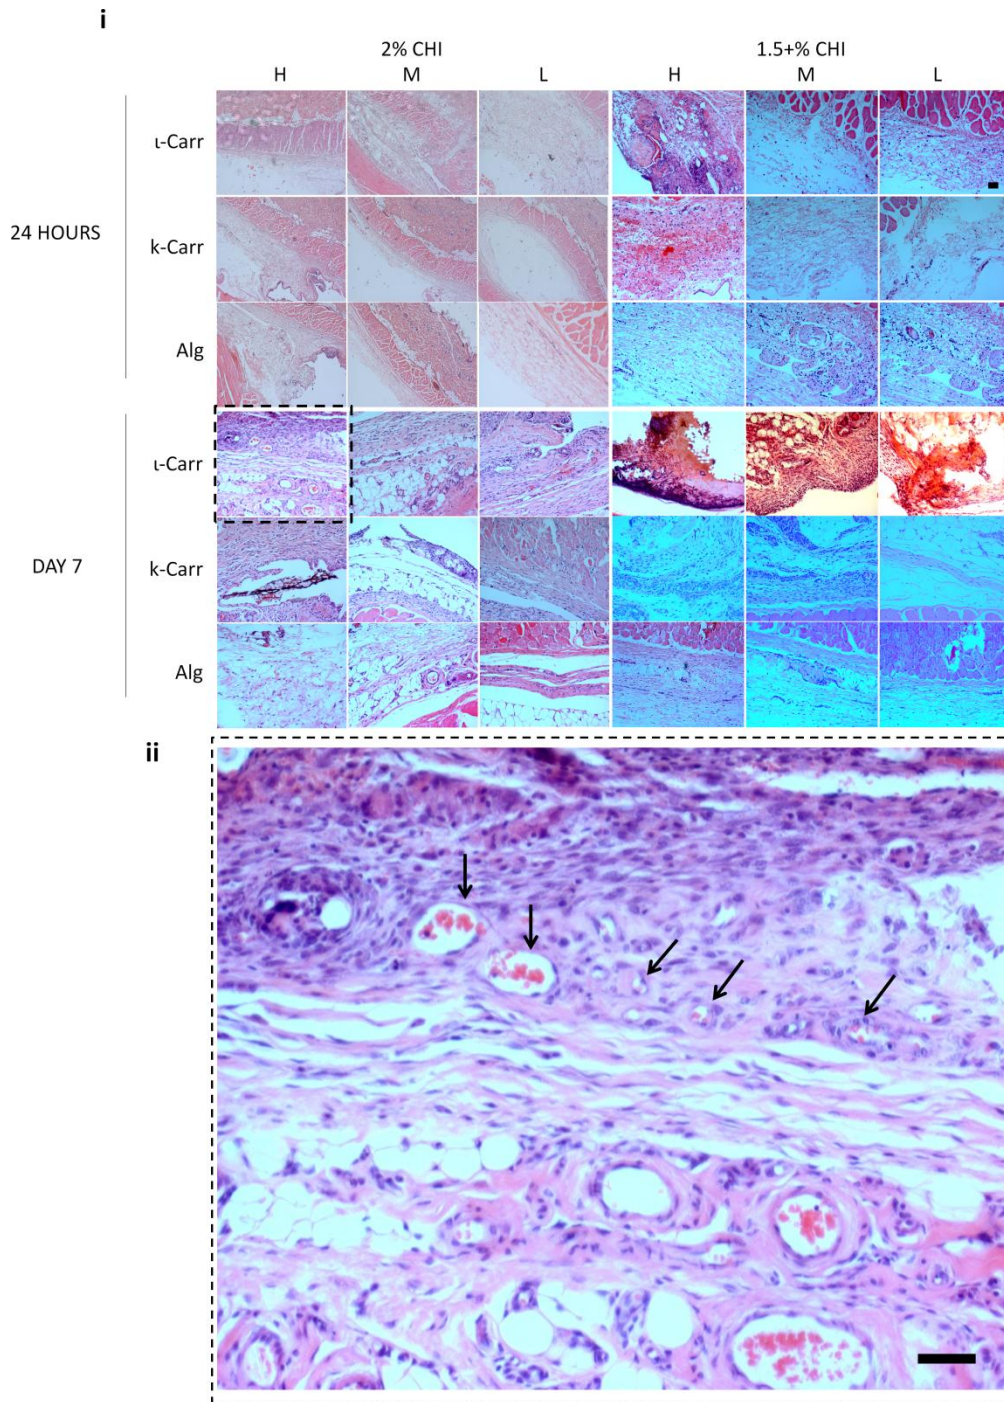 i
2% CHI 1.5+% CHI
H M L H M L
24 HOURS
ι-Carr
k-Carr
Alg
DAY 7
ι-Carr
k-Carr
Alg
ii